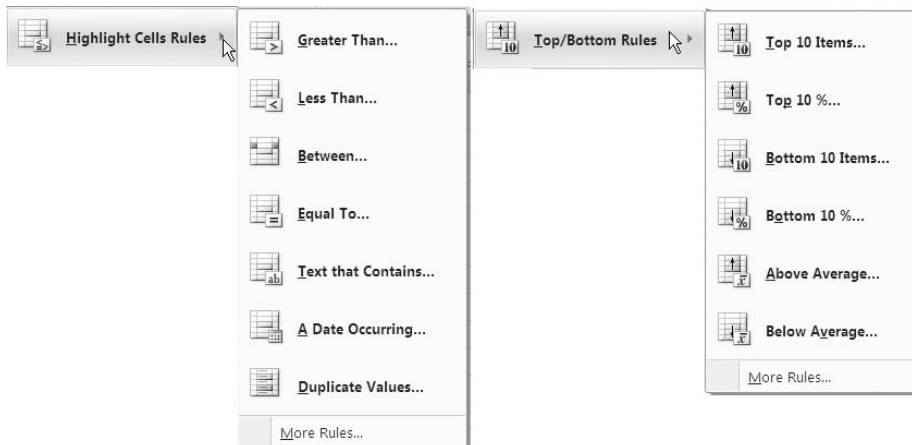 Highlight Cells Rules
Greater Than...
Less Than...
Between...
Equal To...
Text that Contains...
A Date Occurring...
Duplicate Values...
More Rules...
Top/Bottom Rules
Top 10 Items...
Top 10 %...
Bottom 10 Items...
Bottom 10 %...
Above Average...
Below Average...
More Rules...